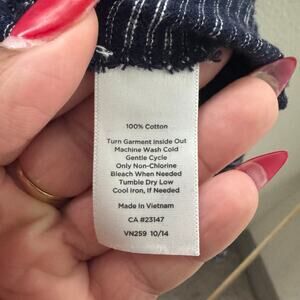 100% Cotton
Turn Garment Inside Out
Machine Wash Cold
Gentle Cycle
Only Non-Chlorine
Bleach When Needed
Tumble Dry Low
Cool Iron, If Needed
Made In Vietnam
CA #23147
VN259 10/14